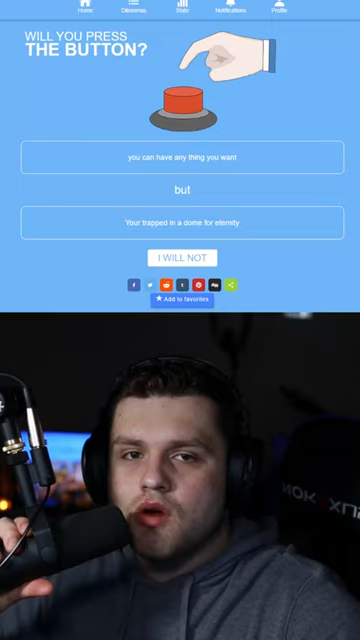 Home Dilemmas Stats Notifications Profile
WILL YOU PRESS
THE BUTTON?
you can have any thing you want
but
Your trapped in a dome for eternity
I WILL NOT
Add to favorites